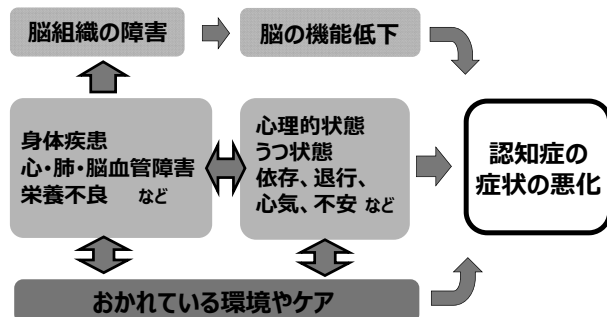 脳組織の障害
脳の機能低下
身体疾患
心・肺・脳血管障害
栄養不良 など
心理的状態
うつ状態
依存、退行、
心気、不安 など
認知症の
症状の悪化
おかれている環境やケア